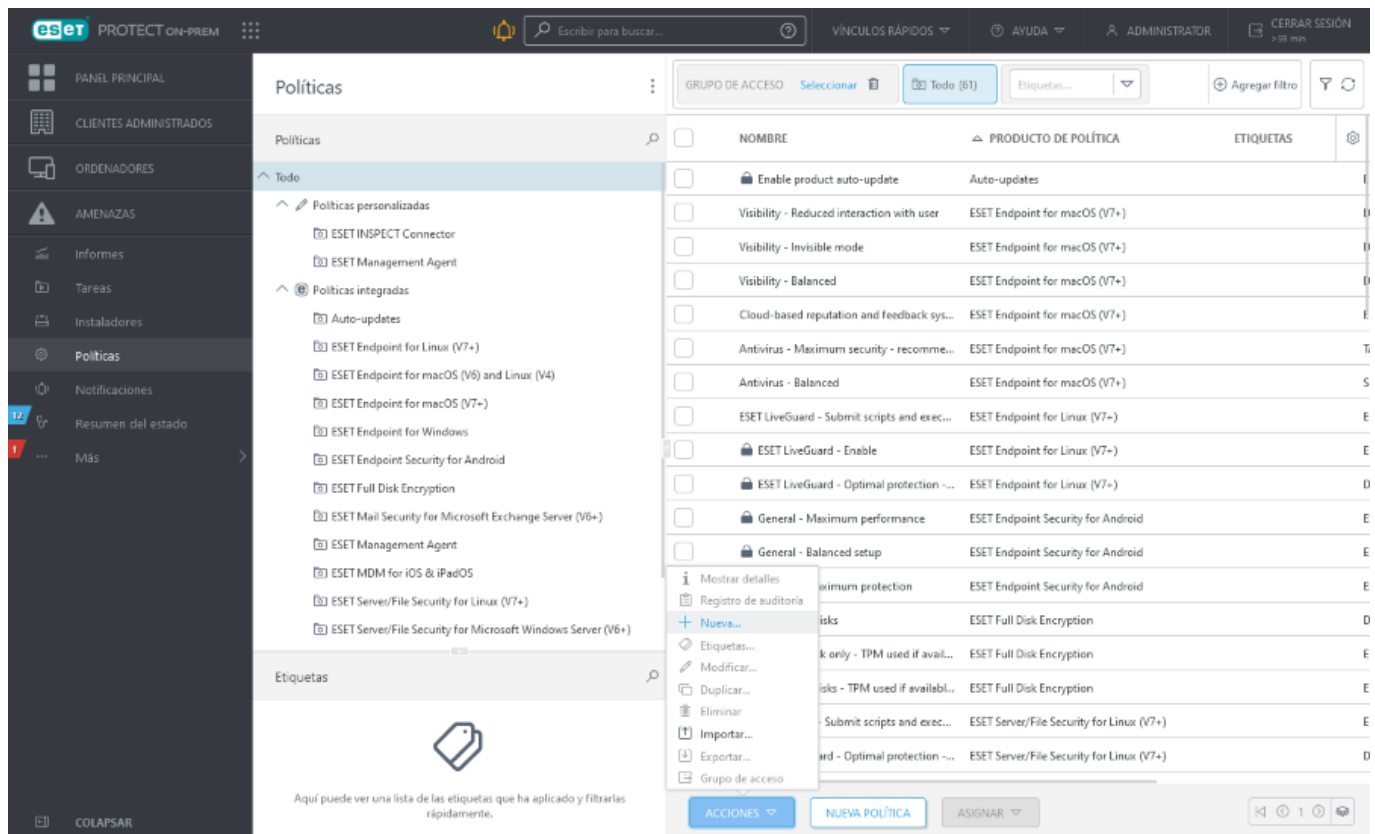 eset PROTECT ON-PREM
Escribir para buscar...
VÍNCULOS RÁPIDOS
AYUDA
ADMINISTRATOR
CERRAR SESIÓN
> 59 min
PANEL PRINCIPAL
CLIENTES ADMINISTRADOS
ORDENADORES
AMENAZAS
Informes
Tareas
Instaladores
Políticas
Notificaciones
12
Resumen del estado
1
Más
COLAPSAR
Políticas
Políticas
Todo
Políticas personalizadas
ESET INSPECT Connector
ESET Management Agent
Políticas integradas
Auto-updates
ESET Endpoint for Linux (V7+)
ESET Endpoint for macOS (V6) and Linux (V4)
ESET Endpoint for macOS (V7+)
ESET Endpoint for Windows
ESET Endpoint Security for Android
ESET Full Disk Encryption
ESET Mail Security for Microsoft Exchange Server (V6+)
ESET Management Agent
ESET MDM for iOS & iPadOS
ESET Server/File Security for Linux (V7+)
ESET Server/File Security for Microsoft Windows Server (V6+)
Etiquetas
Aquí puede ver una lista de las etiquetas que ha aplicado y filtrarlas
rápidamente.
GRUPO DE ACCESO Seleccionar
Todo (61)
Etiquetas...
Agregar filtro
NOMBRE PRODUCTO DE POLÍTICA ETIQUETAS
Enable product auto-update Auto-updates
Visibility - Reduced interaction with user ESET Endpoint for macOS (V7+)
Visibility - Invisible mode ESET Endpoint for macOS (V7+)
Visibility - Balanced ESET Endpoint for macOS (V7+)
Cloud-based reputation and feedback sys... ESET Endpoint for macOS (V7+)
Antivirus - Maximum security - recomme... ESET Endpoint for macOS (V7+)
Antivirus - Balanced ESET Endpoint for macOS (V7+)
ESET LiveGuard - Submit scripts and exec... ESET Endpoint for Linux (V7+)
ESET LiveGuard - Enable ESET Endpoint for Linux (V7+)
ESET LiveGuard - Optimal protection -... ESET Endpoint for Linux (V7+)
General - Maximum performance ESET Endpoint Security for Android
General - Balanced setup ESET Endpoint Security for Android
aximum protection ESET Endpoint Security for Android
isks ESET Full Disk Encryption
k only - TPM used if avail... ESET Full Disk Encryption
isks - TPM used if availabl... ESET Full Disk Encryption
- Submit scripts and exec... ESET Server/File Security for Linux (V7+)
ard - Optimal protection -... ESET Server/File Security for Linux (V7+)
Mostrar detalles
Registro de auditoría
Nueva...
Etiquetas...
Modificar...
Duplicar...
Eliminar
Importar...
Exportar...
Grupo de acceso
ACCIONES
NUEVA POLÍTICA
ASIGNAR
1